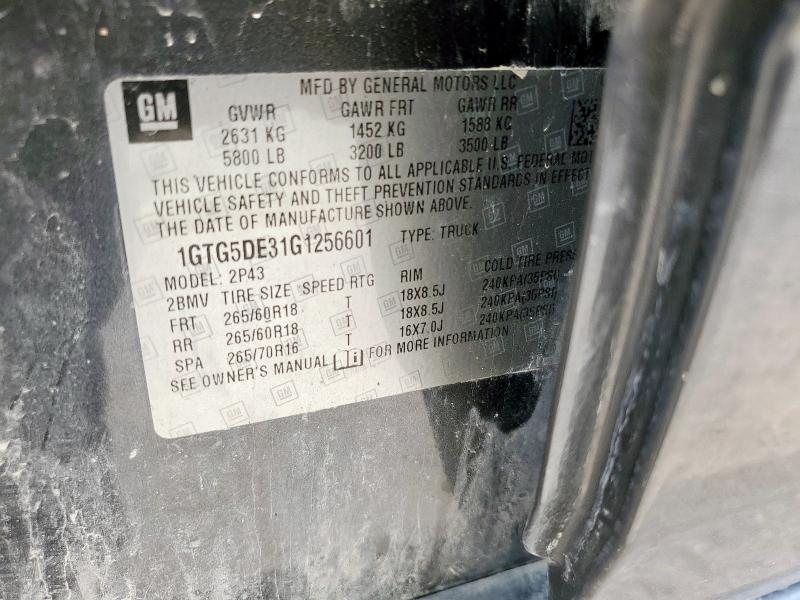 GM
MFD BY GENERAL MOTORS LLC
GVWR GAWR FRT GAWR RR
2631 KG 1452 KG 1588 KG
5800 LB 3200 LB 3500 LB
THIS VEHICLE CONFORMS TO ALL APPLICABLE U.S. FEDERAL MOT
VEHICLE SAFETY AND THEFT PREVENTION STANDARDS IN EFFECT
THE DATE OF MANUFACTURE SHOWN ABOVE.
1GTG5DE31G1256601 TYPE: TRUCK
MODEL: 2P43
2BMV TIRE SIZE SPEED RTG RIM COLD TIRE PRESS
FRT 265/60R18 T 18X8.5J 240KPA(35PSI)
RR 265/60R18 T 18X8.5J 240KPA(35PSI)
SPA 265/70R16 T 16X7.0J 240KPA(35PSI)
SEE OWNER'S MANUAL FOR MORE INFORMATION